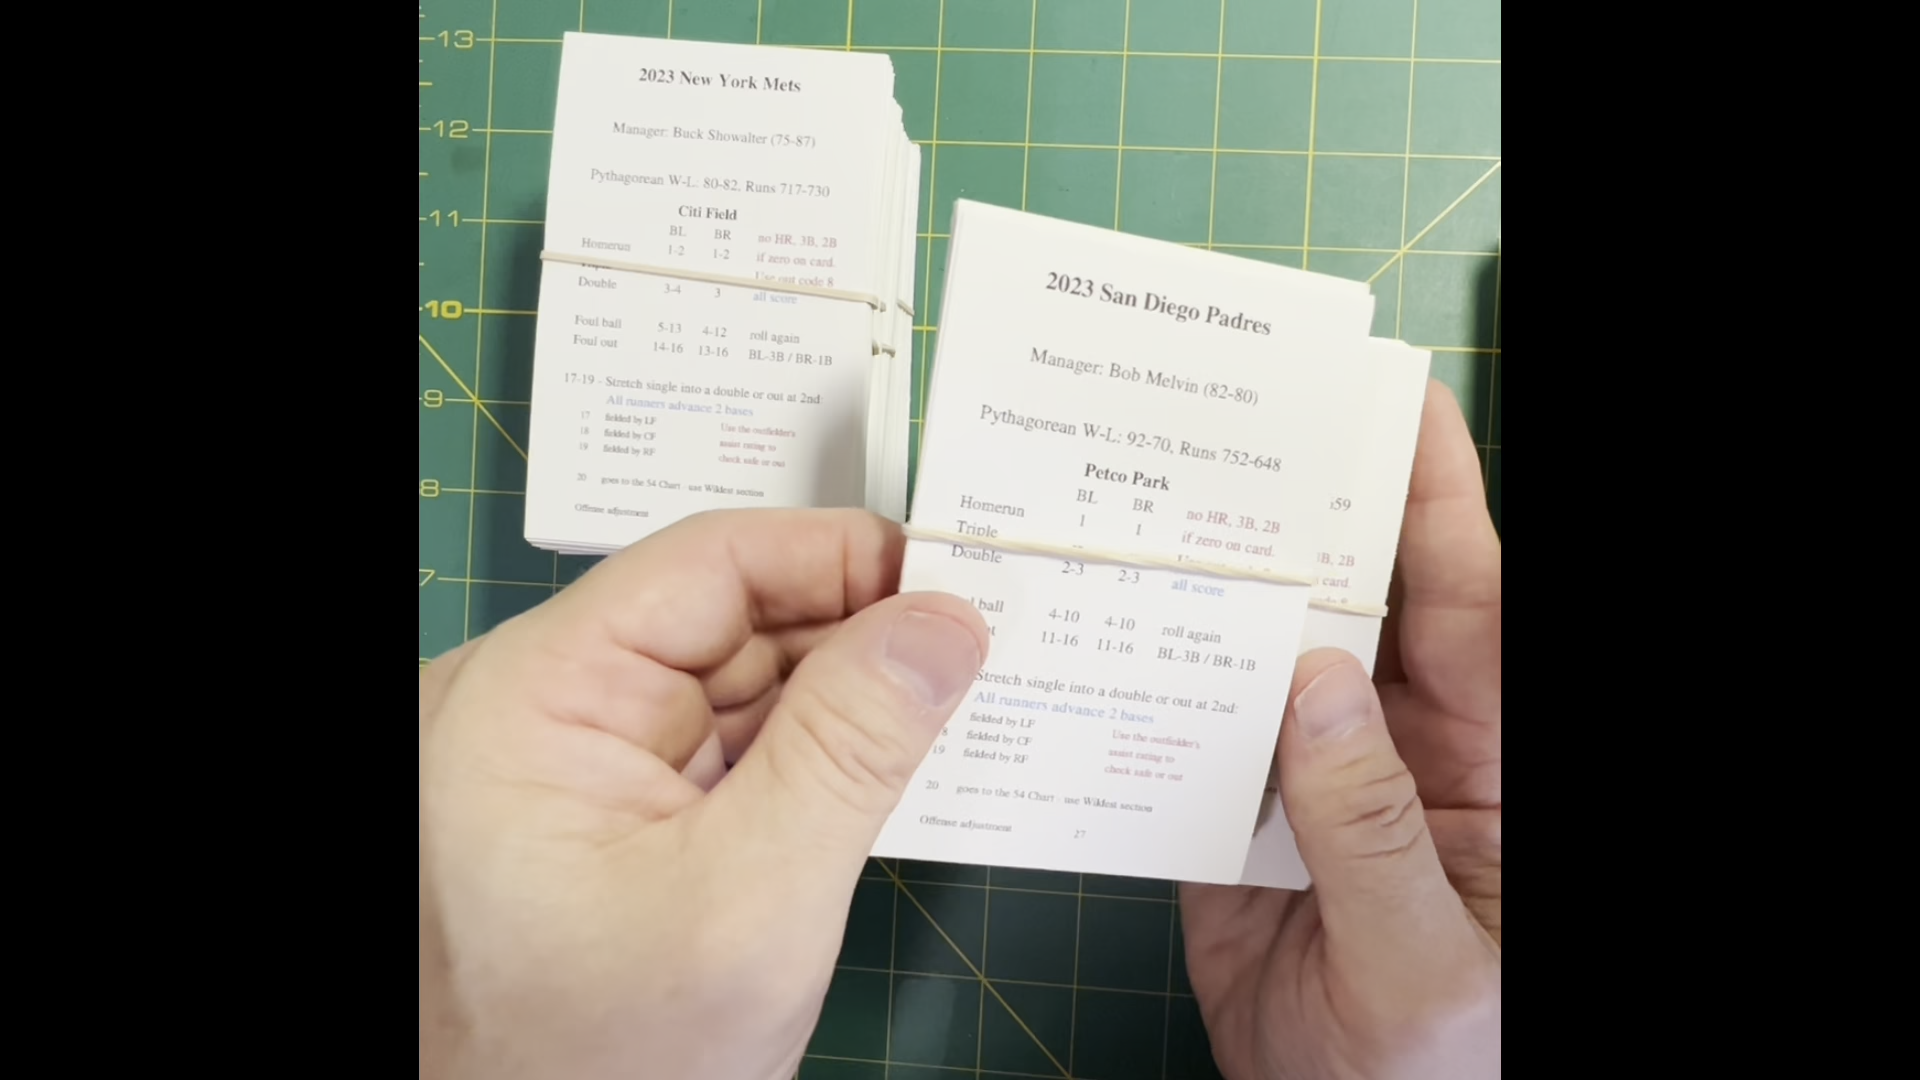 13
12
11
10
9
8
7
2023 New York Mets
Manager: Buck Showalter (75-87)
Pythagorean W-L: 80-82, Runs 717-730
Citi Field
BL BR no HR, 3B, 2B
Homerun 1-2 1-2 if zero on card.
Use out code 8
Double 3-4 3 all score
Foul ball 5-13 4-12 roll again
Foul out 14-16 13-16 BL-3B / BR-1B
17-19 - Stretch single into a double or out at 2nd:
All runners advance 2 bases
17 fielded by LF Use the outfielder's
18 fielded by CF assist rating to
19 fielded by RF check safe or out
20 goes to the 54 Chart - use Wildest section
Offense adjustment
2023 San Diego Padres
Manager: Bob Melvin (82-80)
Pythagorean W-L: 92-70, Runs 752-648
Petco Park
BL BR no HR, 3B, 2B
Homerun 1 1 if zero on card.
Triple --
Double 2-3 2-3 all score
ball 4-10 4-10 roll again
11-16 11-16 BL-3B / BR-1B
Stretch single into a double or out at 2nd:
All runners advance 2 bases
fielded by LF Use the outfielder's
8 fielded by CF assist rating to
19 fielded by RF check safe or out
20 goes to the 54 Chart - use Wildest section
Offense adjustment 27
59
3B, 2B
card.